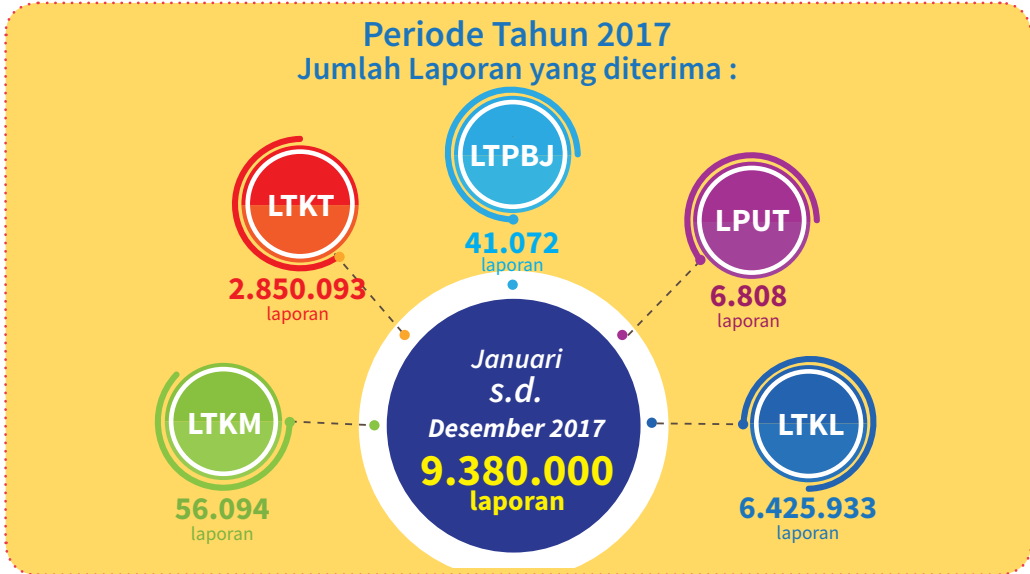 Periode Tahun 2017
Jumlah Laporan yang diterima :
LTPBJ
41.072
laporan
LTKT
2.850.093
laporan
LPUT
6.808
laporan
LTKM
56.094
laporan
Januari
s.d.
Desember 2017
9.380.000
laporan
LTKL
6.425.933
laporan